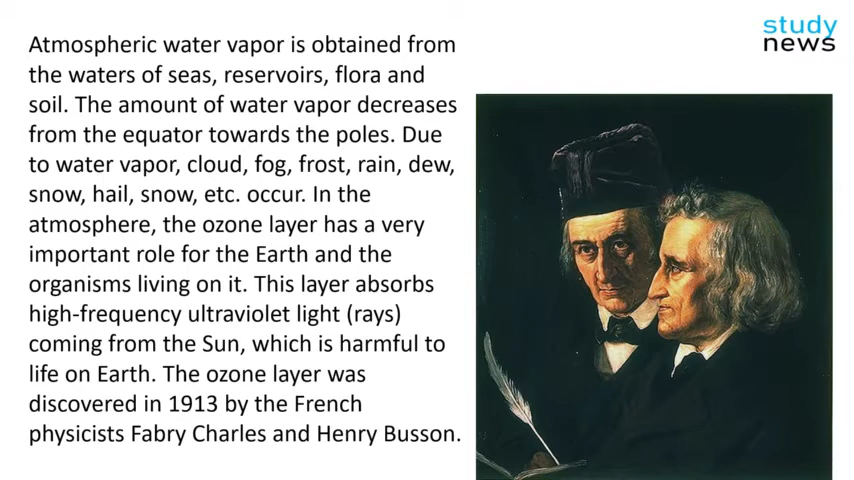 study
news
Atmospheric water vapor is obtained from
the waters of seas, reservoirs, flora and
soil. The amount of water vapor decreases
from the equator towards the poles. Due
to water vapor, cloud, fog, frost, rain, dew,
snow, hail, snow, etc. occur. In the
atmosphere, the ozone layer has a very
important role for the Earth and the
organisms living on it. This layer absorbs
high-frequency ultraviolet light (rays)
coming from the Sun, which is harmful to
life on Earth. The ozone layer was
discovered in 1913 by the French
physicists Fabry Charles and Henry Busson.